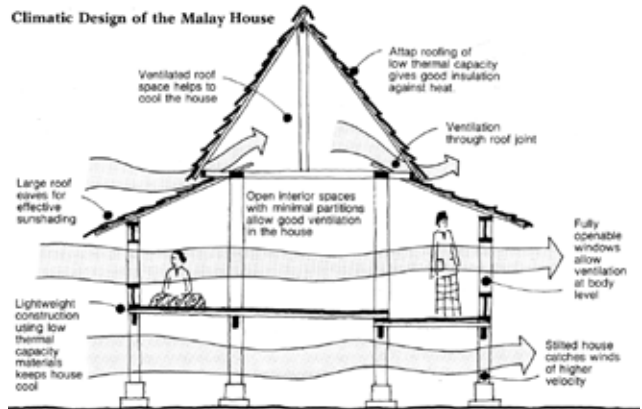 Climatic Design of the Malay House
Ventilated roof
space helps to
cool the house
Attap roofing of
low thermal capacity
gives good insulation
against heat.
Ventilation
through roof joint
Large roof
eaves for
effective
sunshading
Open interior spaces
with minimal partitions
allow good ventilation
in the house
Fully
openable
windows
allow
ventilation
at body
level
Lightweight
construction
using low
thermal
capacity
materials
keeps house
cool
Stilted house
catches winds
of higher
velocity